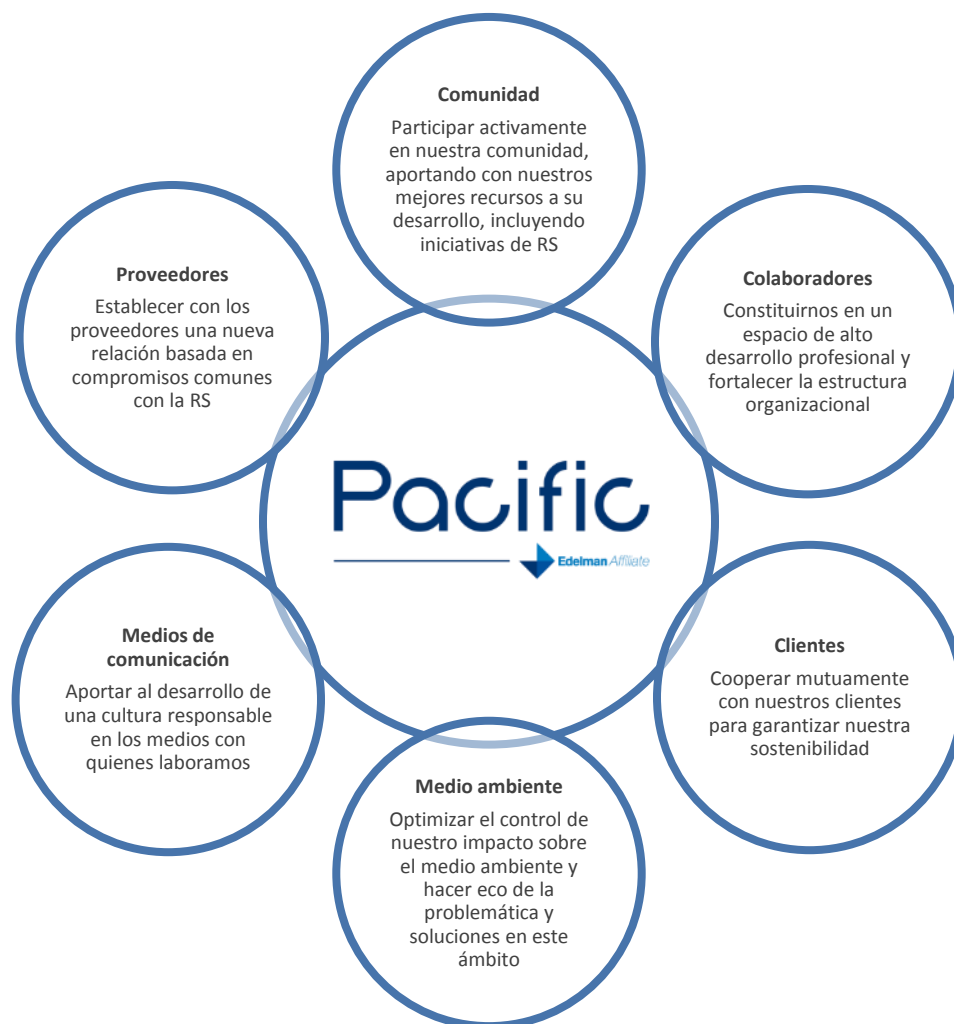 Comunidad
Participar activamente
en nuestra comunidad,
aportando con nuestros
mejores recursos a su
desarrollo, incluyendo
iniciativas de RS
Proveedores
Establecer con los
proveedores una nueva
relación basada en
compromisos comunes
con la RS
Colaboradores
Constituirnos en un
espacio de alto
desarrollo profesional y
fortalecer la estructura
organizacional
Pacific
Edelman Affiliate
Medios de
comunicación
Aportar al desarrollo de
una cultura responsable
en los medios con
quienes laboramos
Clientes
Cooperar mutuamente
con nuestros clientes
para garantizar nuestra
sostenibilidad
Medio ambiente
Optimizar el control de
nuestro impacto sobre
el medio ambiente y
hacer eco de la
problemática y
soluciones en este
ámbito